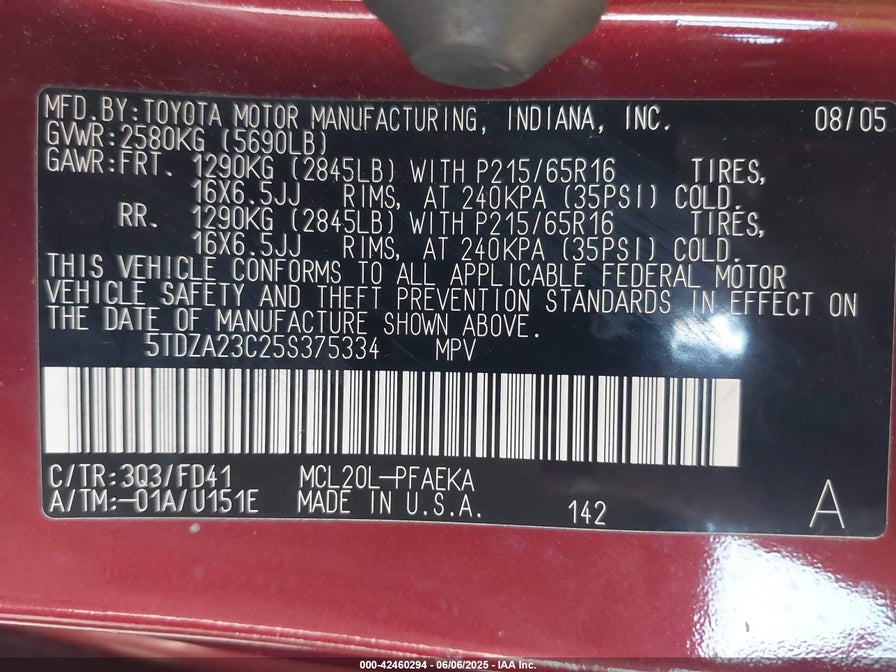 MFD.BY:TOYOTA MOTOR MANUFACTURING, INDIANA, INC. 08/05
GVWR:2580KG (5690LB)
GAWR:FRT. 1290KG (2845LB) WITH P215/65R16 TIRES,
16X6.5JJ RIMS, AT 240KPA (35PSI) COLD.
RR. 1290KG (2845LB) WITH P215/65R16 TIRES,
16X6.5JJ RIMS, AT 240KPA (35PSI) COLD.
THIS VEHICLE CONFORMS TO ALL APPLICABLE FEDERAL MOTOR
VEHICLE SAFETY AND THEFT PREVENTION STANDARDS IN EFFECT ON
THE DATE OF MANUFACTURE SHOWN ABOVE.
5TDZA23C25S375334 MPV
C/TR:3Q3/FD41 MCL20L-PFAEKA
A/TM:-01A/U151E MADE IN U.S.A. 142 A
000-42460294 - 06/06/2025 - IAA Inc.